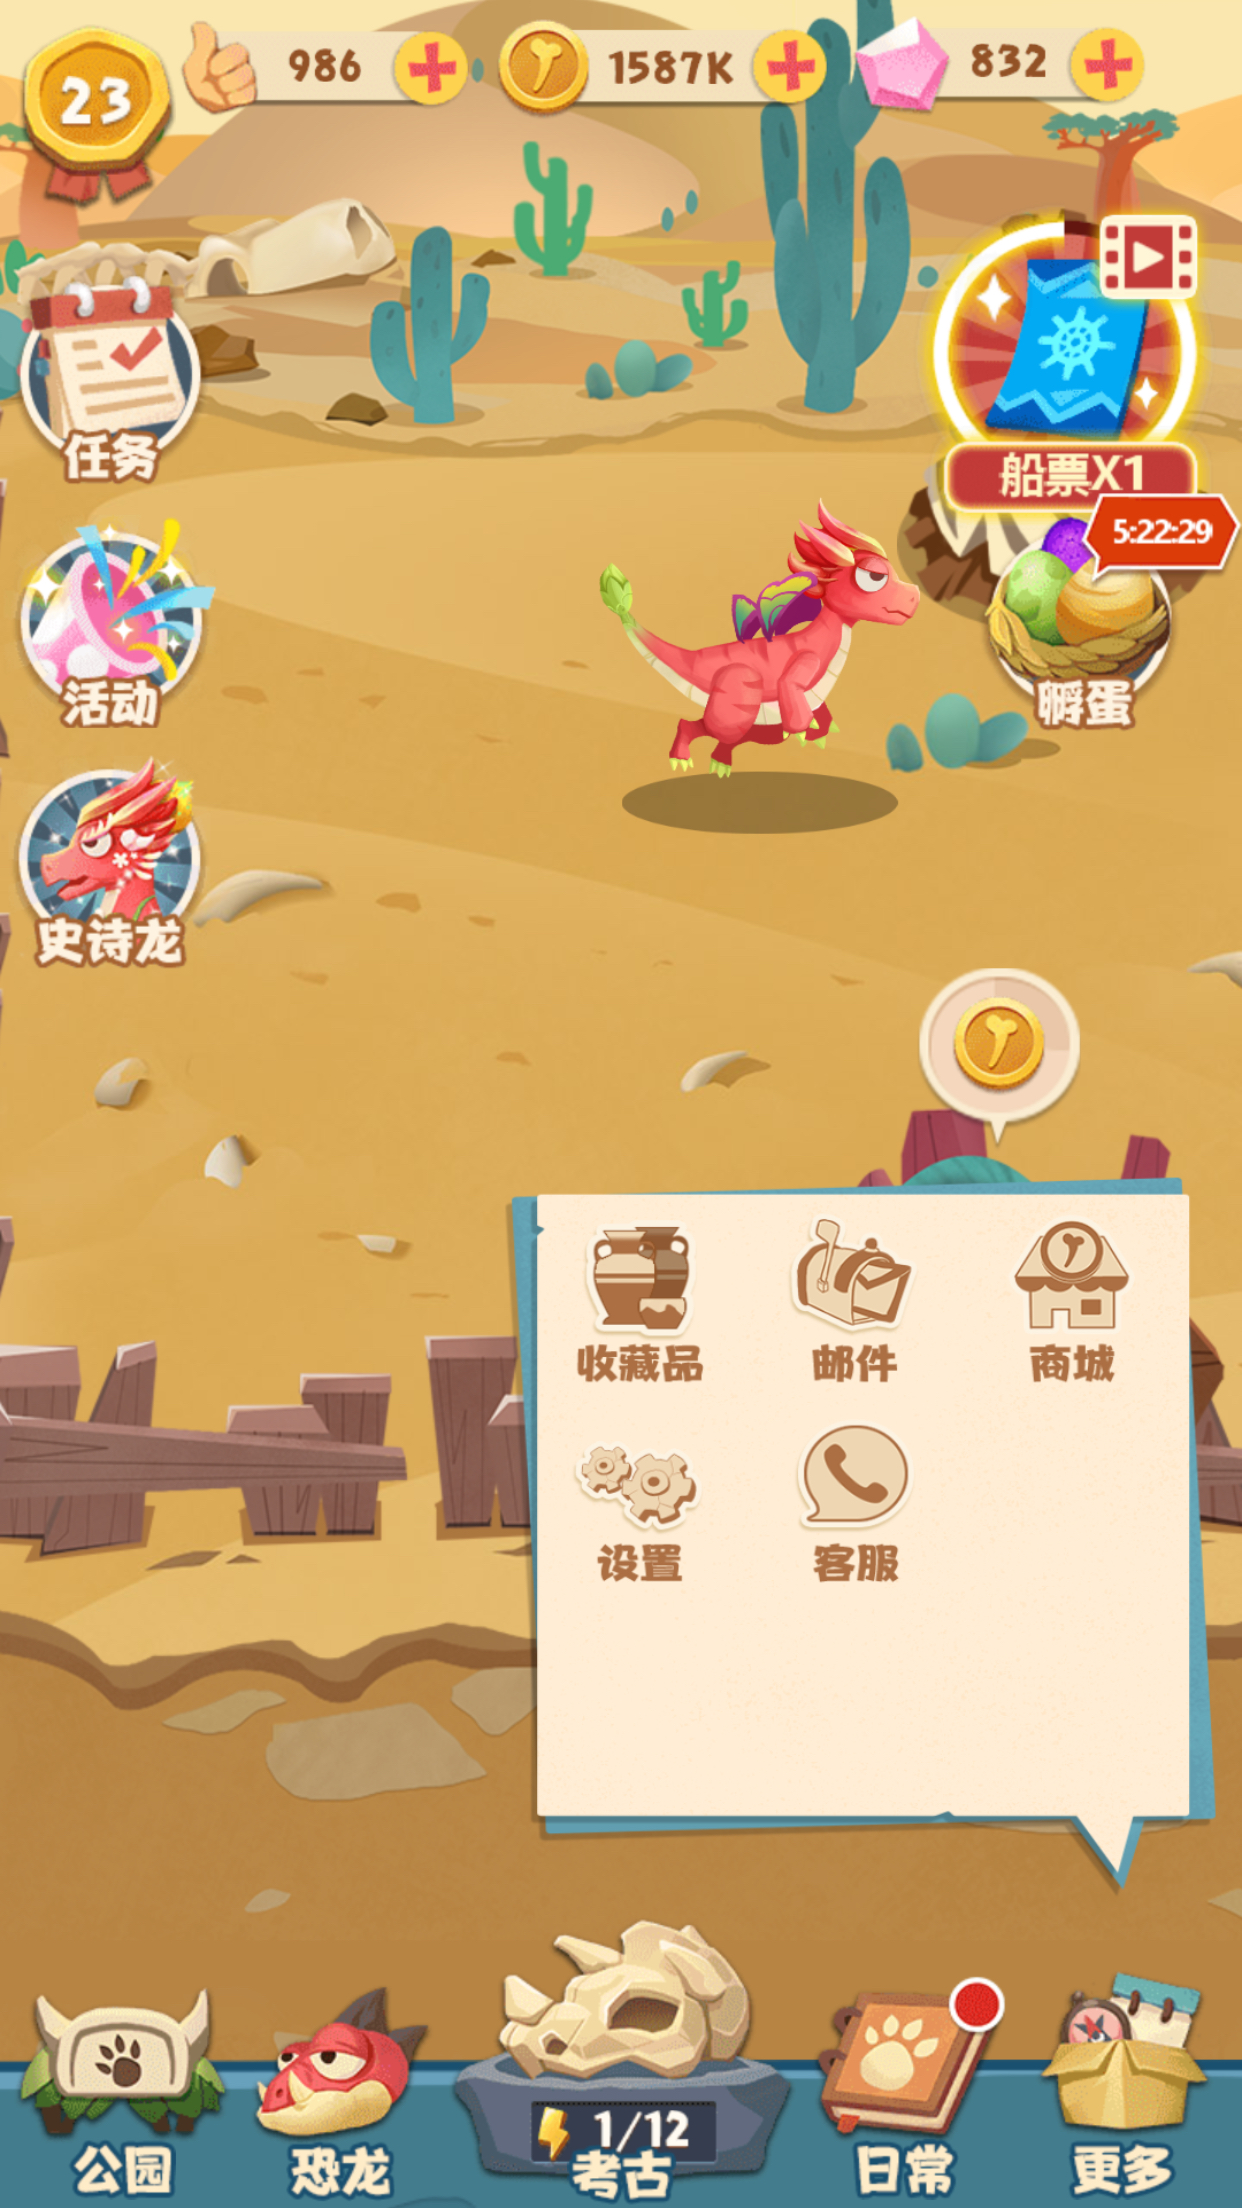 23
986
1587K
832
任务
船票X1
5:22:29
活动
孵蛋
史诗龙
收藏品
邮件
商城
设置
客服
1/12
公园
恐龙
考古
日常
更多